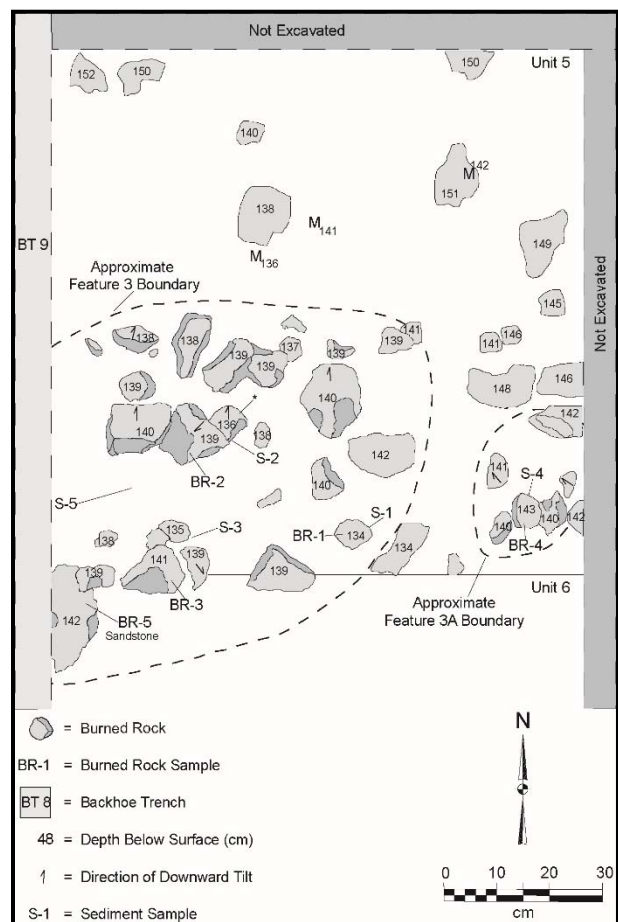 Not Excavated
Unit 5
152
150
150
140
142
M
151
138
M 141
M 136
149
BT 9
Approximate
Feature 3 Boundary
Not Excavated
145
141
138
138
139
137
139
139
139
141
146
148
146
139
140
142
140
136
*
139
138
S-2
142
BR-2
141
S-4
S-5
140
S-3
S-1
143
140
140
142
135
BR-1
134
134
BR-4
138
139
141
139
139
BR-3
Unit 6
142
BR-5
Sandstone
Approximate
Feature 3A Boundary
= Burned Rock
BR-1 = Burned Rock Sample
BT 8 = Backhoe Trench
48 = Depth Below Surface (cm)
= Direction of Downward Tilt
S-1 = Sediment Sample
N
0 10 20 30
cm